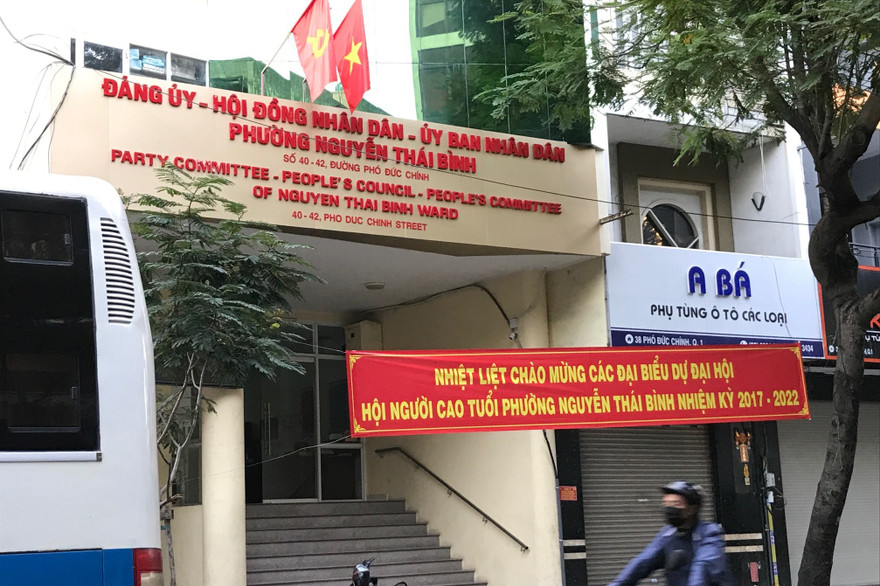 ĐẢNG ỦY - HỘI ĐỒNG NHÂN DÂN - ỦY BAN NHÂN DÂN
PHƯỜNG NGUYỄN THÁI BÌNH
SỐ 40 - 42, ĐƯỜNG PHÓ ĐỨC CHÍNH
PARTY COMMITTEE - PEOPLE'S COUNCIL - PEOPLE'S COMMITTEE
OF NGUYEN THAI BINH WARD
40 - 42, PHO DUC CHINH STREET
A BÁ
PHỤ TÙNG Ô TÔ CÁC LOẠI
38 PHÓ ĐỨC CHÍNH, Q. 1
3434
NHIỆT LIỆT CHÀO MỪNG CÁC ĐẠI BIỂU DỰ ĐẠI HỘI
HỘI NGƯỜI CAO TUỔI PHƯỜNG NGUYỄN THÁI BÌNH NHIỆM KỲ 2017 - 2022